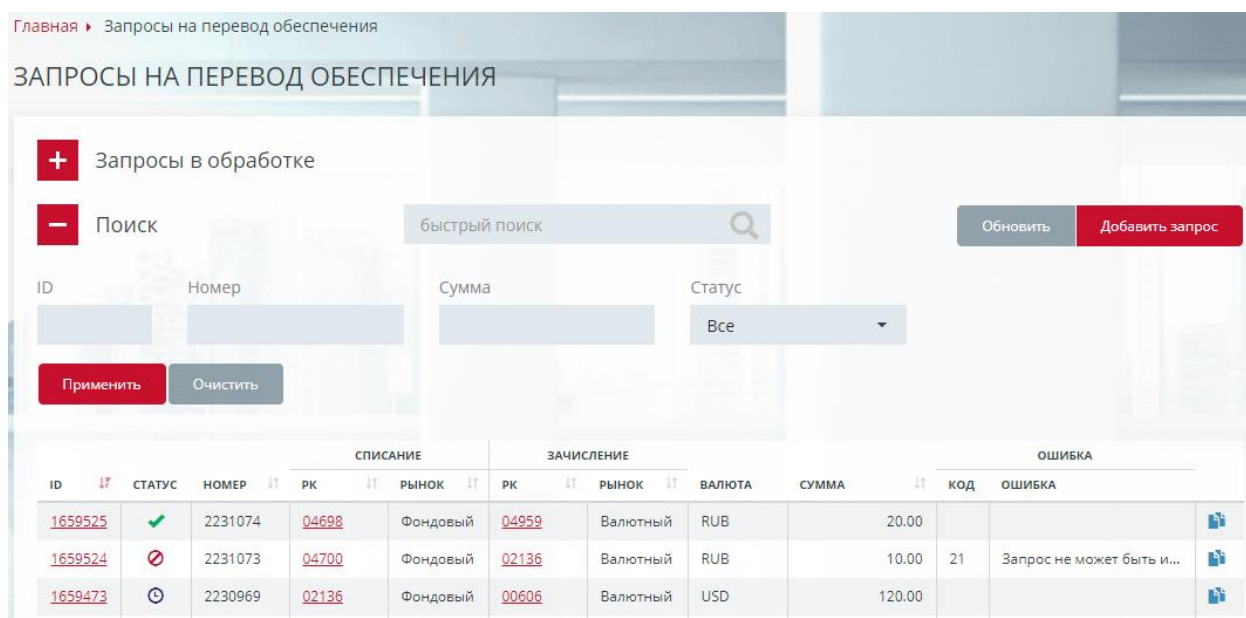 Главная ▸ Запросы на перевод обеспечения
ЗАПРОСЫ НА ПЕРЕВОД ОБЕСПЕЧЕНИЯ
Запросы в обработке
Поиск быстрый поиск Обновить Добавить запрос
ID Номер Сумма Статус
Все
Применить Очистить
СПИСАНИЕ ЗАЧИСЛЕНИЕ ОШИБКА
ID СТАТУС НОМЕР РК РЫНОК РК РЫНОК ВАЛЮТА СУММА КОД ОШИБКА
1659525 2231074 04698 Фондовый 04959 Валютный RUB 20.00
1659524 2231073 04700 Фондовый 02136 Валютный RUB 10.00 21 Запрос не может быть и...
1659473 2230969 02136 Фондовый 00606 Валютный USD 120.00